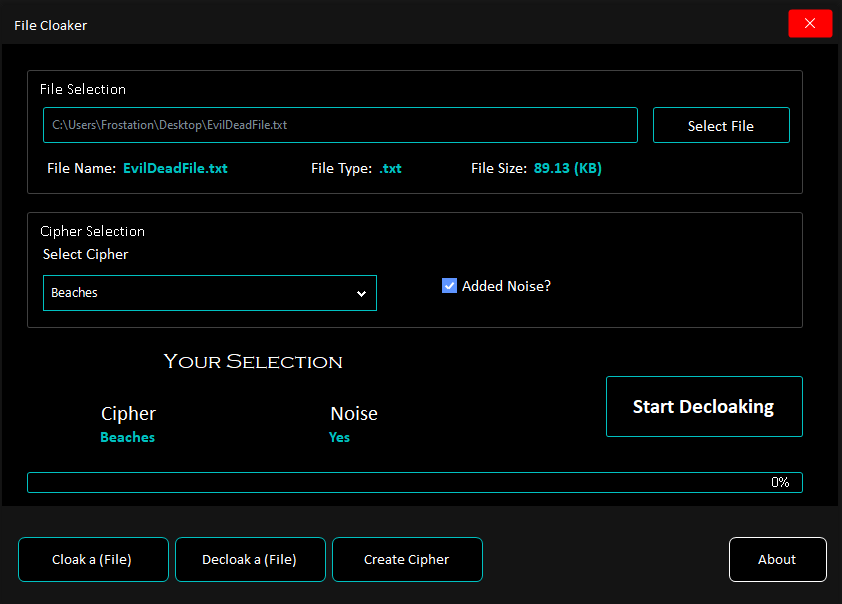 File Cloaker
File Selection
C:\Users\Frostation\Desktop\EvilDeadFile.txt
Select File
File Name: EvilDeadFile.txt File Type: .txt File Size: 89.13 (KB)
Cipher Selection
Select Cipher
Beaches
Added Noise?
Your Selection
Cipher Noise
Beaches Yes
Start Decloaking
0%
Cloak a (File) Decloak a (File) Create Cipher About